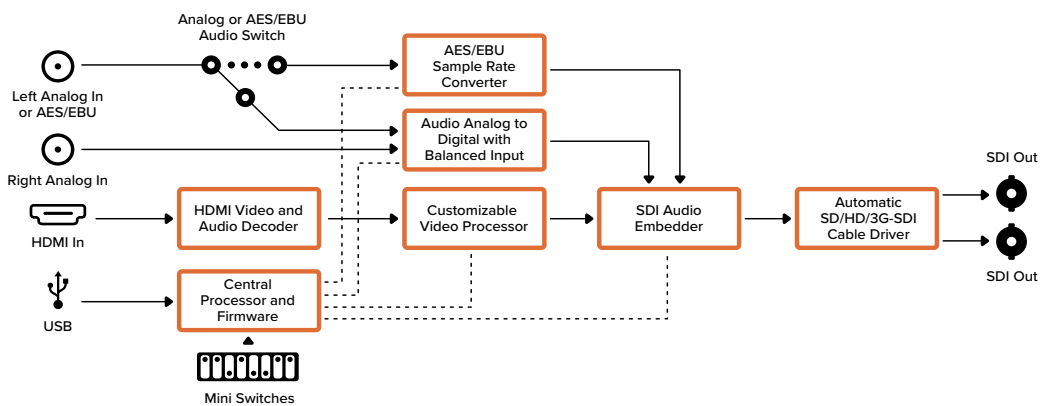 Analog or AES/EBU
Audio Switch
Left Analog In
or AES/EBU
AES/EBU
Sample Rate
Converter
Right Analog In
Audio Analog to
Digital with
Balanced Input
HDMI In
HDMI Video and
Audio Decoder
Customizable
Video Processor
SDI Audio
Embedder
Automatic
SD/HD/3G-SDI
Cable Driver
SDI Out
SDI Out
USB
Central
Processor and
Firmware
Mini Switches